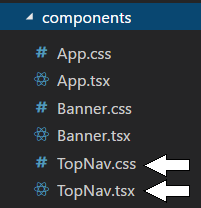 components
# App.css
App.tsx
# Banner.css
Banner.tsx
# TopNav.css
TopNav.tsx